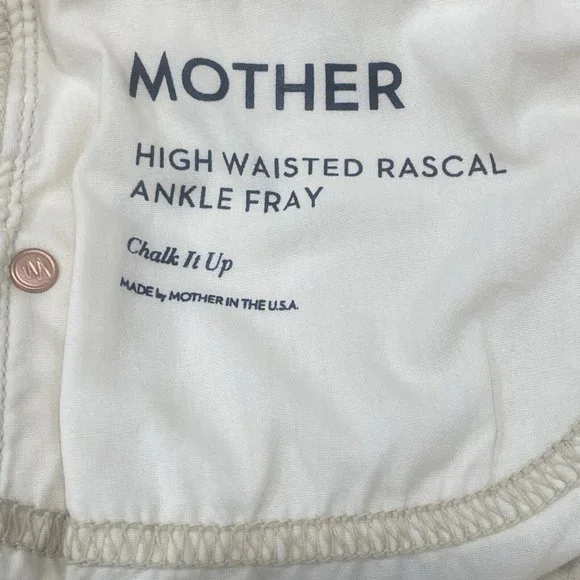 MOTHER
HIGH WAISTED RASCAL
ANKLE FRAY
Chalk It Up
MADE by MOTHER IN THE U.S.A.